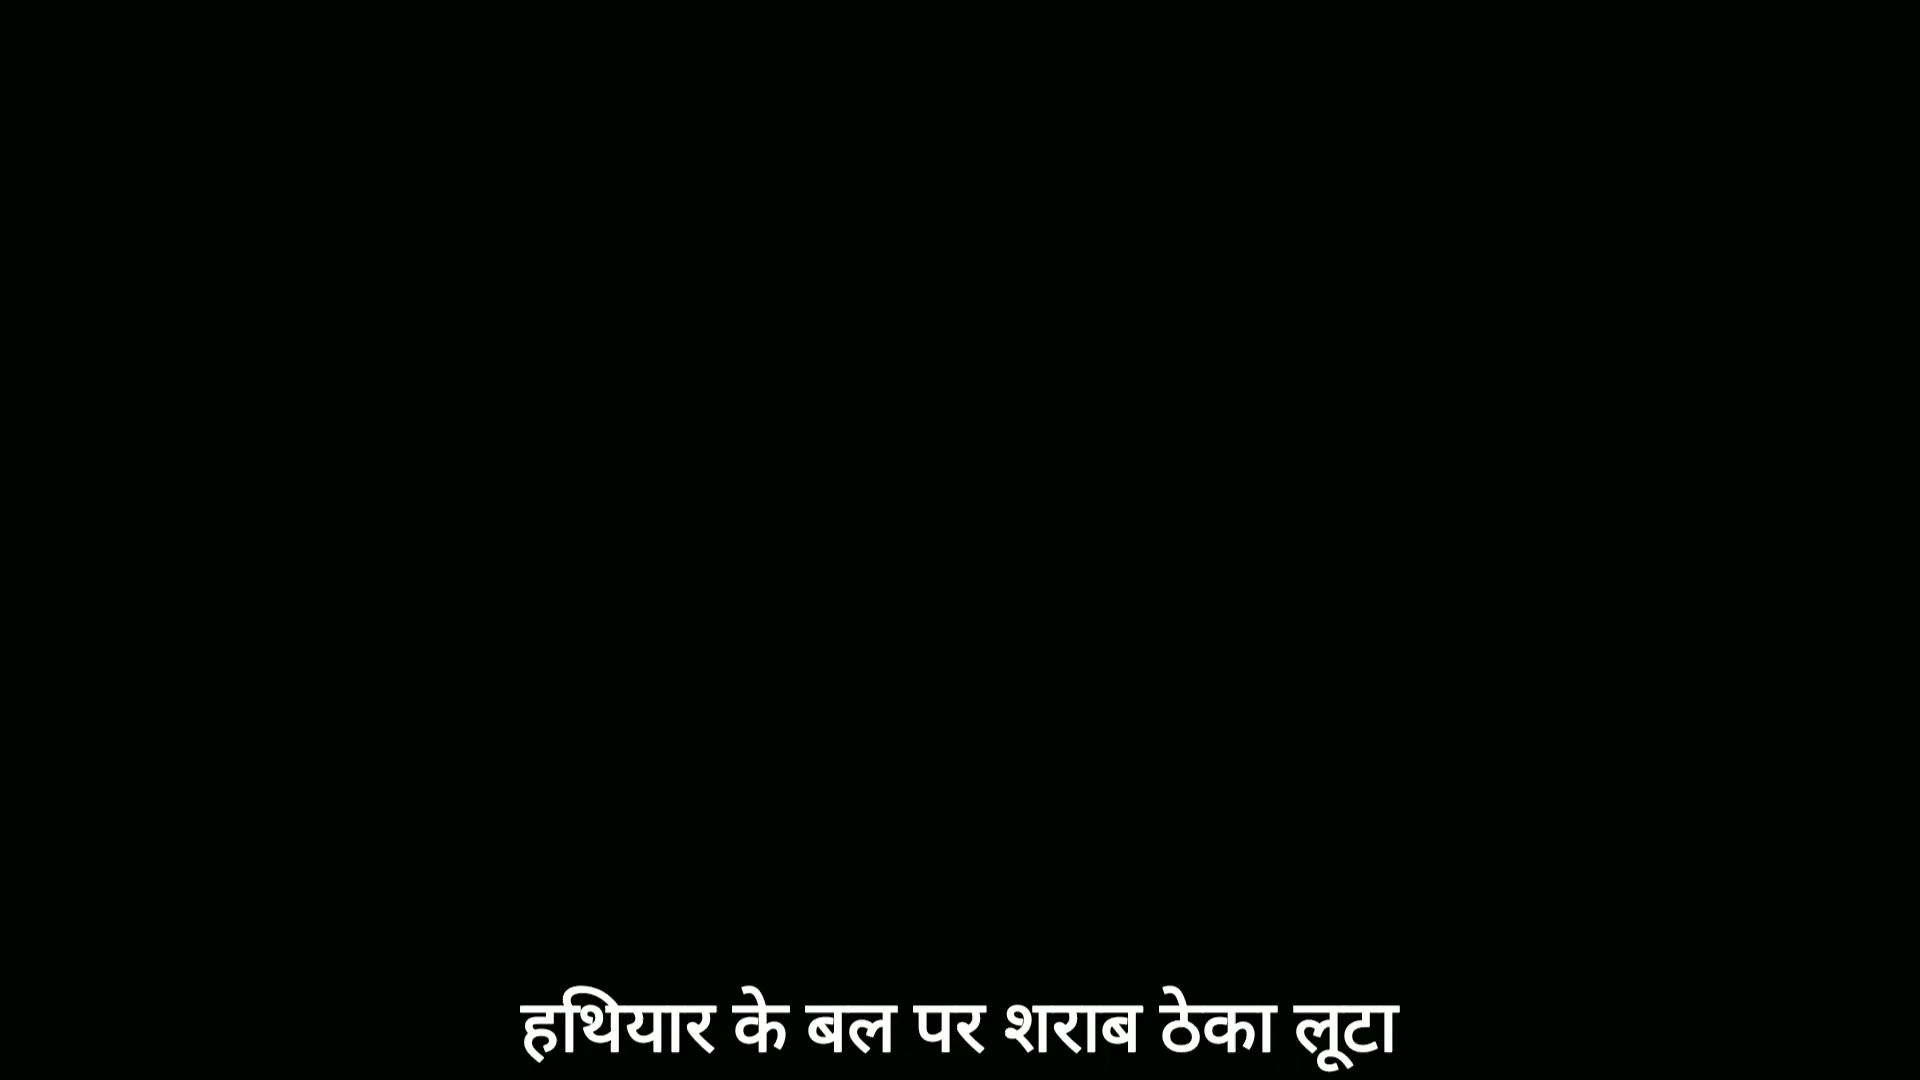 हथियार के बल पर शराब ठेका लूटा